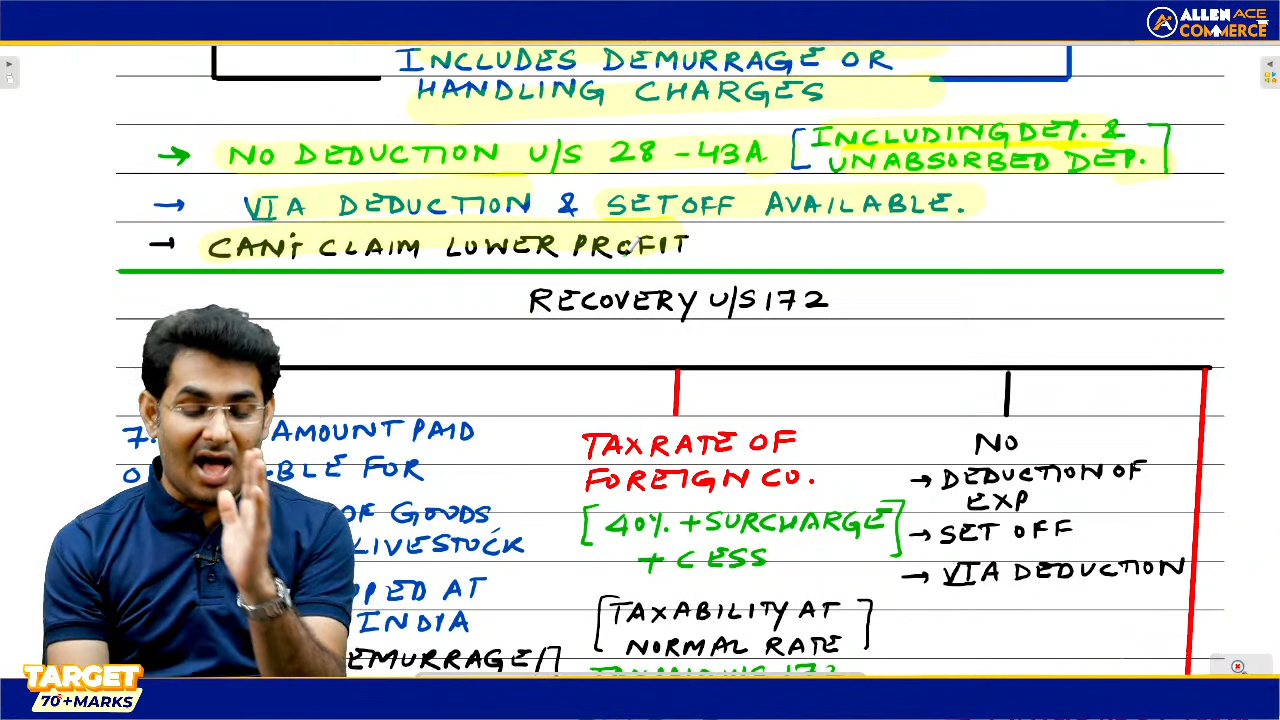 ALLEN ACE
COMMERCE
INCLUDES DEMURRAGE OR
HANDLING CHARGES
→ NO DEDUCTION U/S 28-43A [INCLUDING DEP. &
UNABSORBED DEP.]
→ VIA DEDUCTION & SETOFF AVAILABLE.
→ CAN'T CLAIM LOWER PROFIT
RECOVERY U/S 172
7. AMOUNT PAID
O BLE FOR
OF GOODS,
LIVESTOCK
PPED AT
INDIA
EMURRAGE/
TAX RATE OF
FOREIGN CO.
[40% + SURCHARGE
+ CESS]
[TAXABILITY AT
NORMAL RATE]
NO
→ DEDUCTION OF
EXP
→ SET OFF
→ VIA DEDUCTION
TARGET
70+MARKS